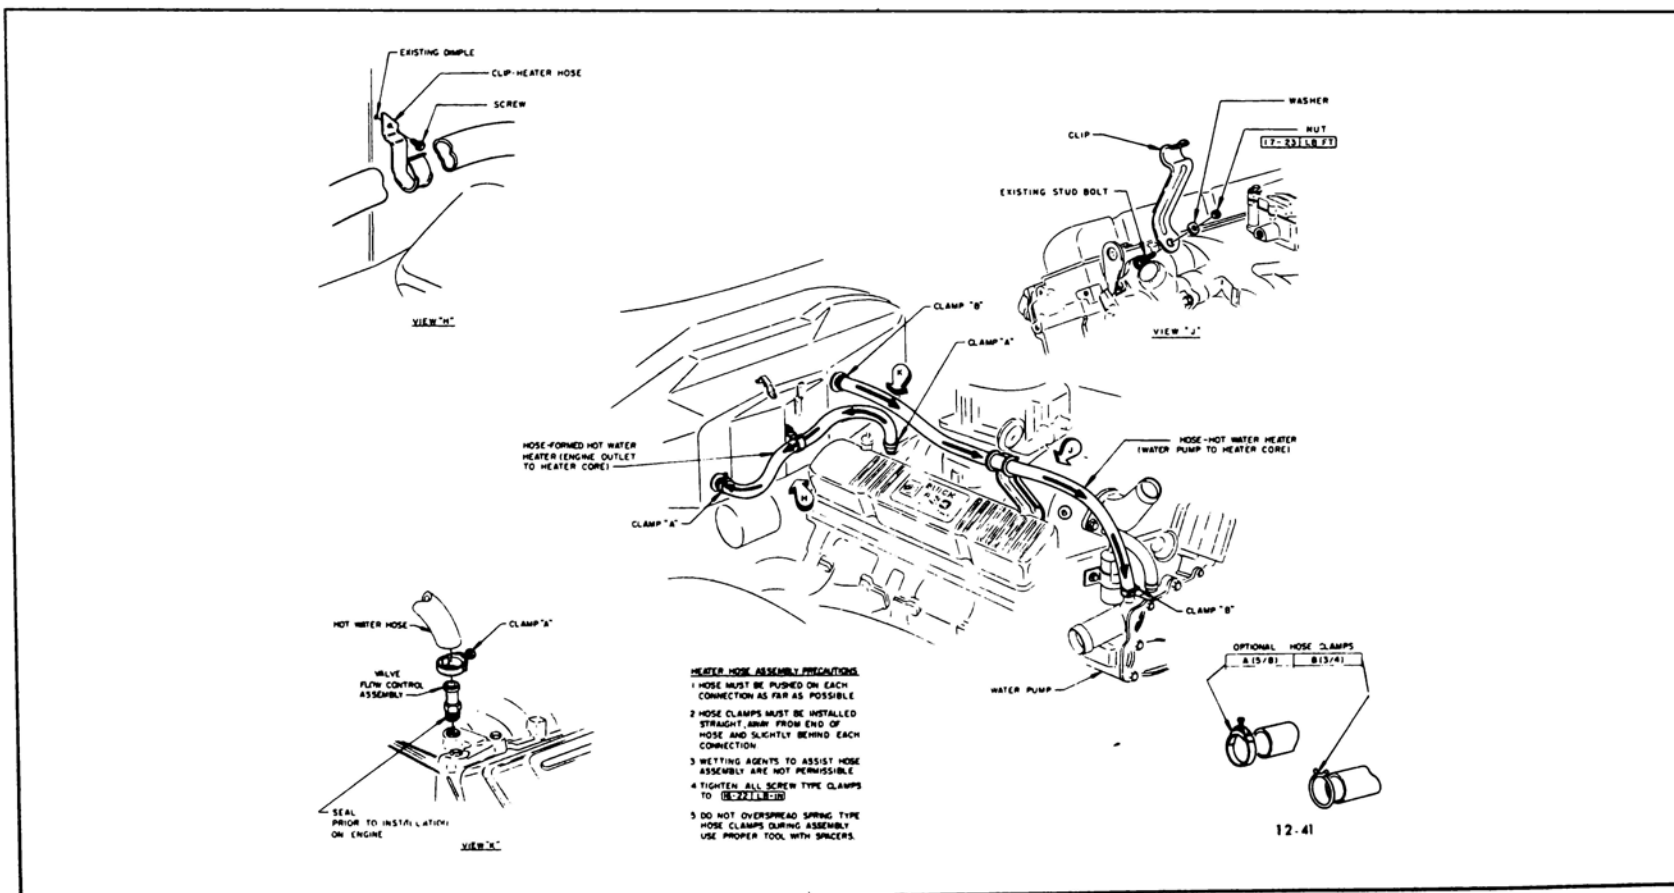 EXISTING DIMPLE
CLIP-HEATER HOSE
SCREW
VIEW "H"
WASHER
NUT
17-23 LB FT
CLIP
EXISTING STUD BOLT
VIEW "J"
CLAMP "B"
CLAMP "A"
K
J
H
HOSE-FORMED HOT WATER
HEATER (ENGINE OUTLET
TO HEATER CORE)
CLAMP "A"
HOSE-HOT WATER HEATER
(WATER PUMP TO HEATER CORE)
BUICK
CLAMP "B"
WATER PUMP
HOT WATER HOSE
CLAMP "A"
VALVE
FLOW CONTROL
ASSEMBLY
SEAL
PRIOR TO INSTALLATION
ON ENGINE
VIEW "K"
HEATER HOSE ASSEMBLY PRECAUTIONS
1 HOSE MUST BE PUSHED ON EACH
CONNECTION AS FAR AS POSSIBLE
2 HOSE CLAMPS MUST BE INSTALLED
STRAIGHT, AWAY FROM END OF
HOSE AND SLIGHTLY BEHIND EACH
CONNECTION
3 WETTING AGENTS TO ASSIST HOSE
ASSEMBLY ARE NOT PERMISSIBLE
4 TIGHTEN ALL SCREW TYPE CLAMPS
TO 16-22 LB-IN
5 DO NOT OVERSPREAD SPRING TYPE
HOSE CLAMPS DURING ASSEMBLY
USE PROPER TOOL WITH SPACERS.
OPTIONAL HOSE CLAMPS
A (5/8) B (3/4)
12-41